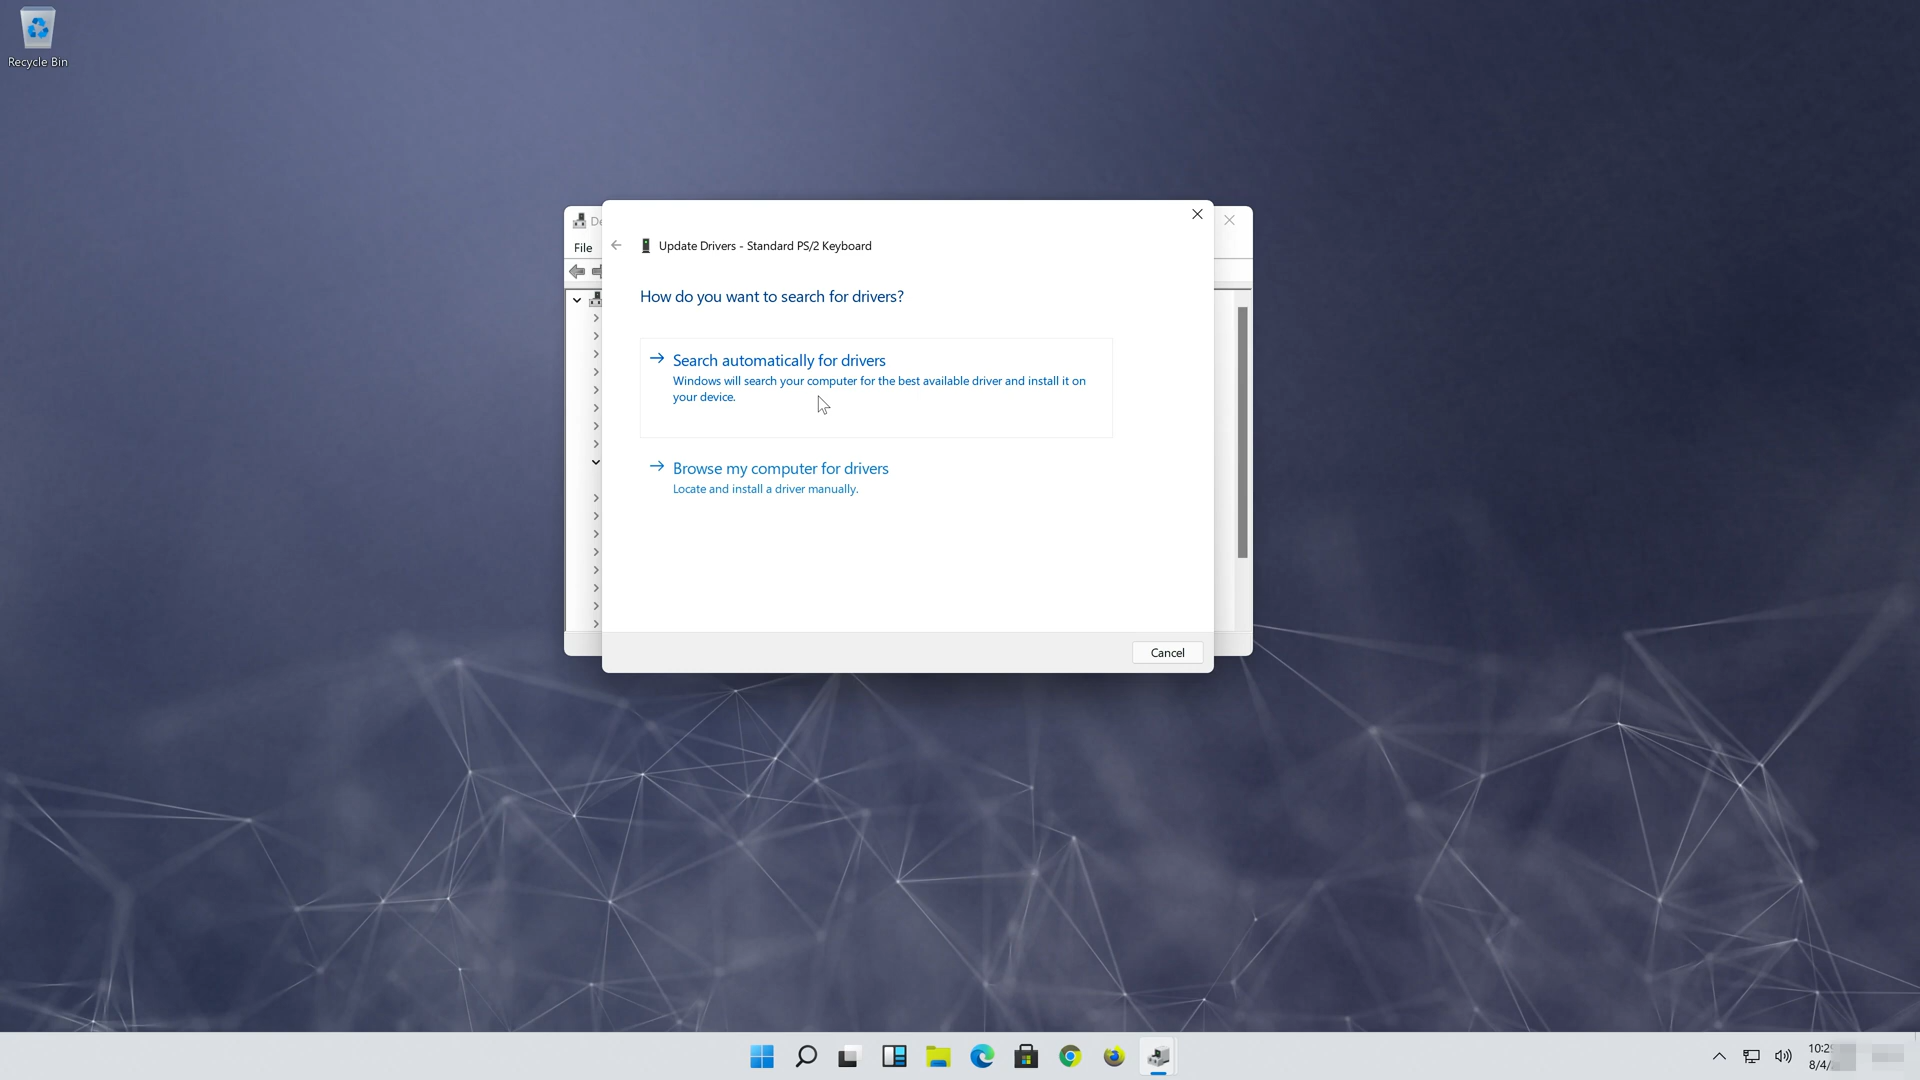 Recycle Bin
File
Update Drivers - Standard PS/2 Keyboard
How do you want to search for drivers?
Search automatically for drivers
Windows will search your computer for the best available driver and install it on
your device.
Browse my computer for drivers
Locate and install a driver manually.
Cancel